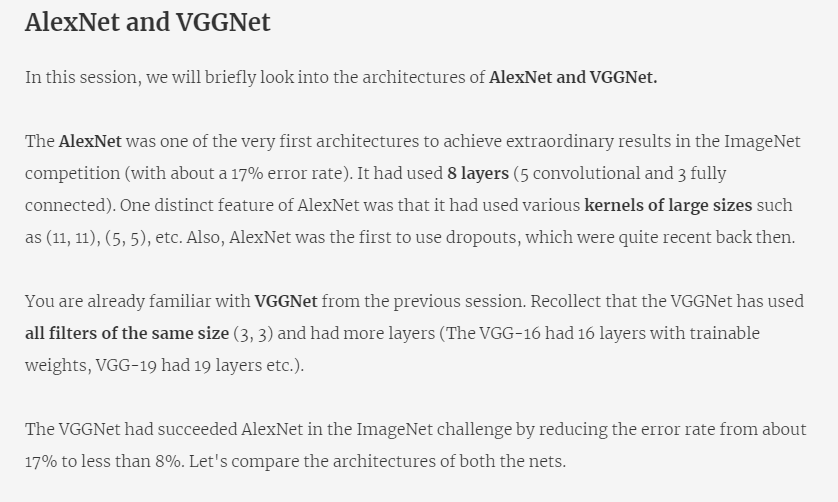 AlexNet and VGGNet
In this session, we will briefly look into the architectures of AlexNet and VGGNet.
The AlexNet was one of the very first architectures to achieve extraordinary results in the ImageNet
competition (with about a 17% error rate). It had used 8 layers (5 convolutional and 3 fully
connected). One distinct feature of AlexNet was that it had used various kernels of large sizes such
as (11, 11), (5, 5), etc. Also, AlexNet was the first to use dropouts, which were quite recent back then.
You are already familiar with VGGNet from the previous session. Recollect that the VGGNet has used
all filters of the same size (3, 3) and had more layers (The VGG-16 had 16 layers with trainable
weights, VGG-19 had 19 layers etc.).
The VGGNet had succeeded AlexNet in the ImageNet challenge by reducing the error rate from about
17% to less than 8%. Let's compare the architectures of both the nets.